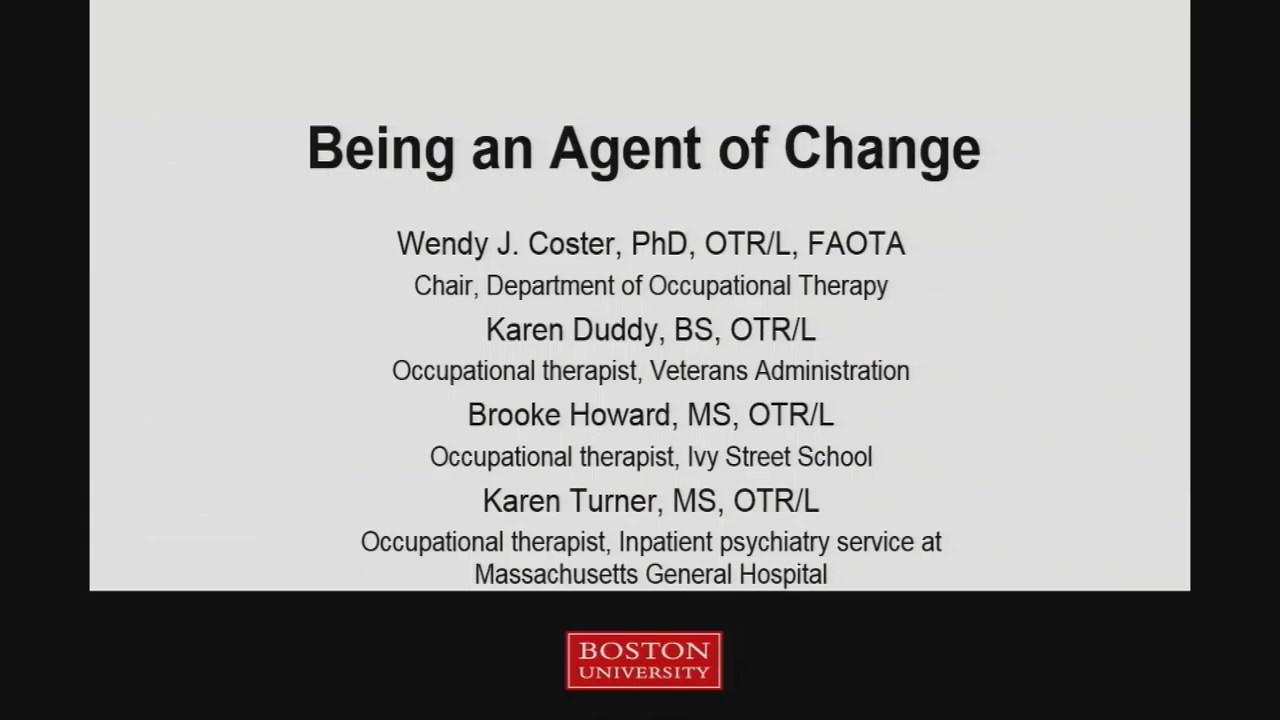 Being an Agent of Change
Wendy J. Coster, PhD, OTR/L, FAOTA
Chair, Department of Occupational Therapy
Karen Duddy, BS, OTR/L
Occupational therapist, Veterans Administration
Brooke Howard, MS, OTR/L
Occupational therapist, Ivy Street School
Karen Turner, MS, OTR/L
Occupational therapist, Inpatient psychiatry service at
Massachusetts General Hospital
BOSTON
UNIVERSITY